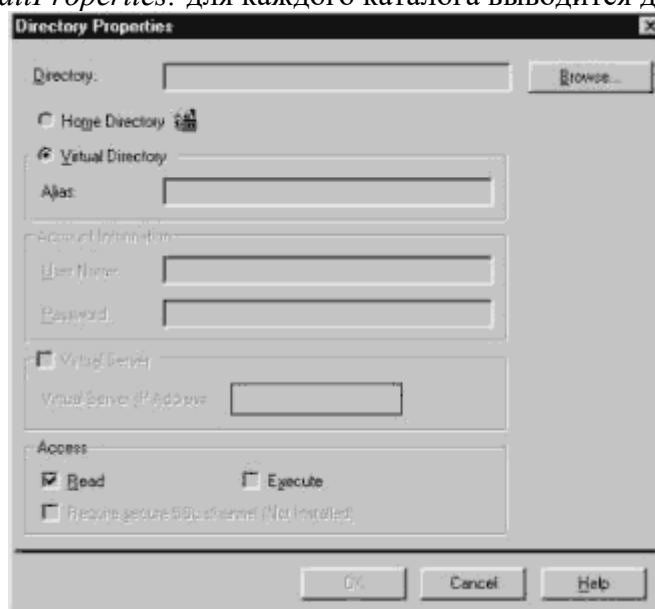 Properties: для каждого каталога выводится д
Directory Properties
Directory:
Browse...
Home Directory
Virtual Directory
Alias:
Account Information
User Name:
Password:
Virtual Server
Virtual Server IP Address
Access
Read Execute
Require secure SSL channel (Not Installed)
OK Cancel Help